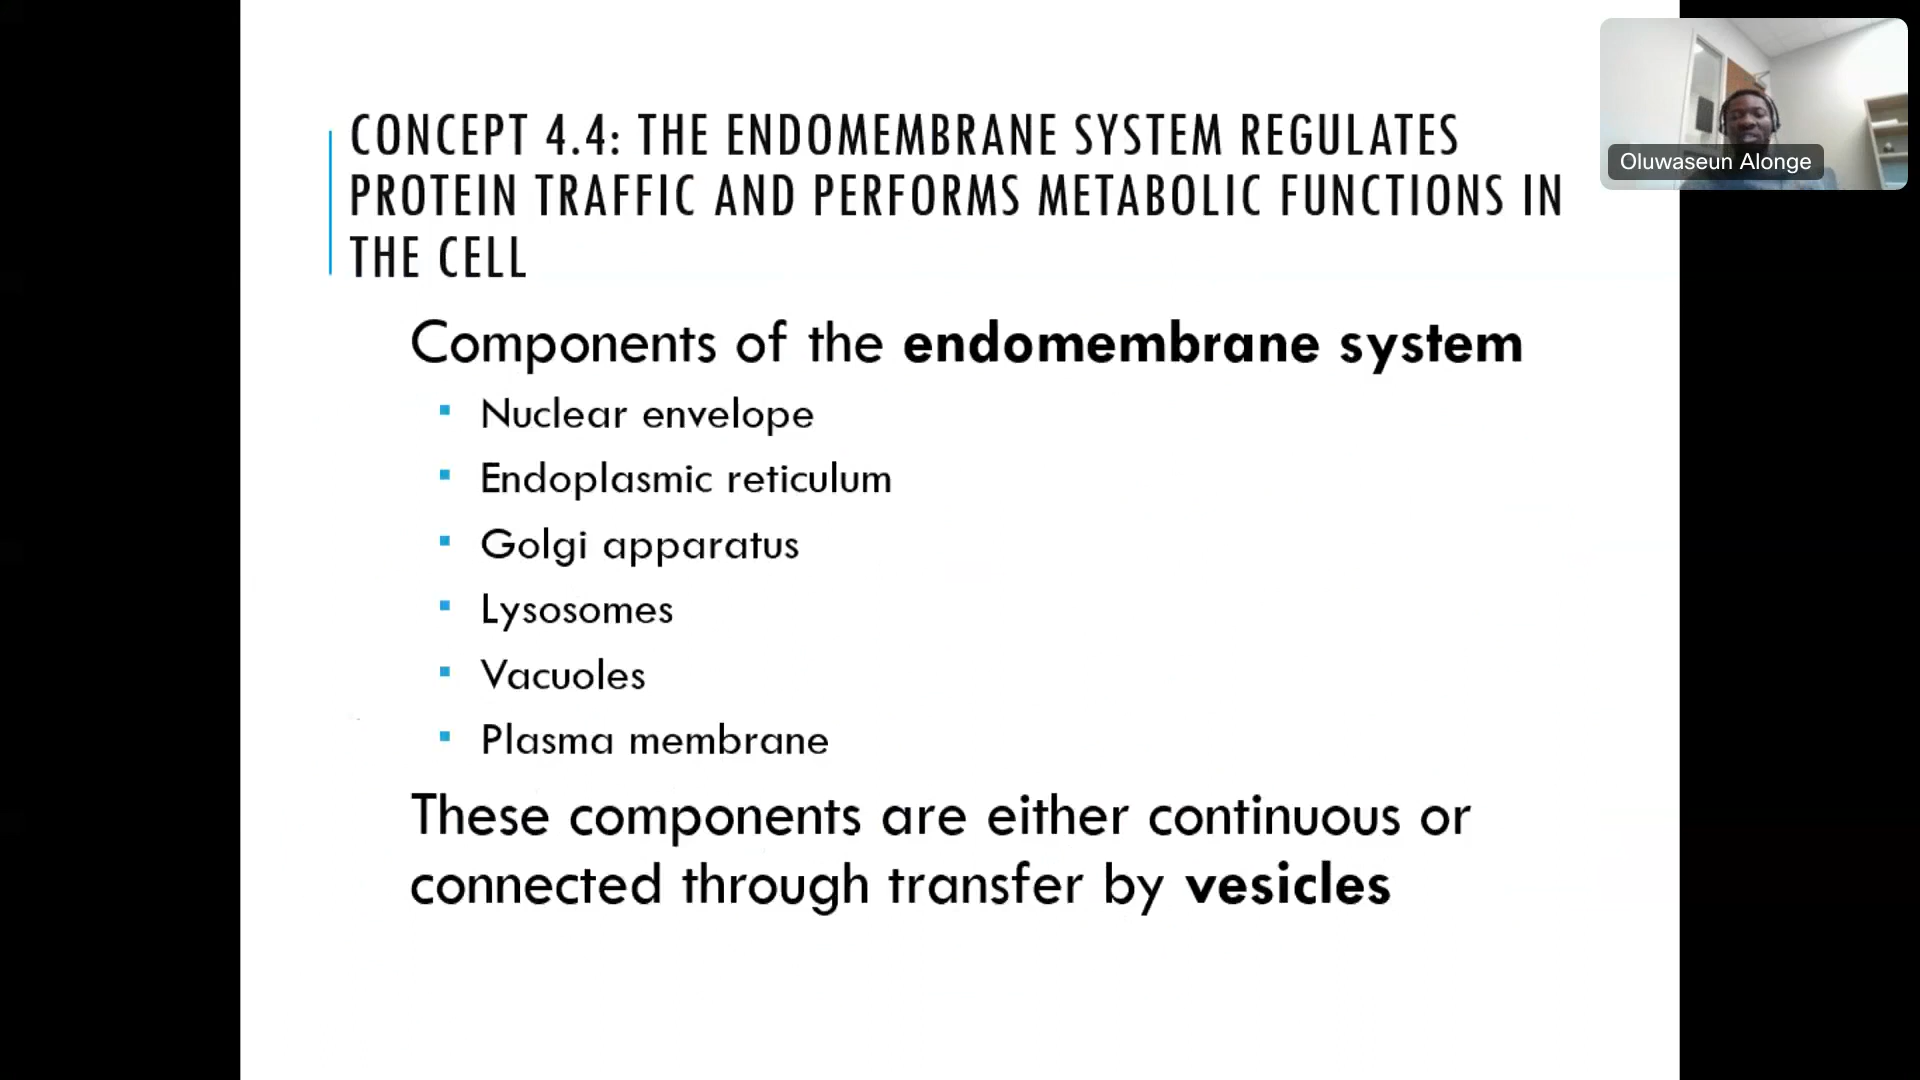 CONCEPT 4.4: THE ENDOMEMBRANE SYSTEM REGULATES
PROTEIN TRAFFIC AND PERFORMS METABOLIC FUNCTIONS IN
THE CELL
Components of the endomembrane system
▪ Nuclear envelope
▪ Endoplasmic reticulum
▪ Golgi apparatus
▪ Lysosomes
▪ Vacuoles
▪ Plasma membrane
These components are either continuous or
connected through transfer by vesicles
Oluwaseun Alonge